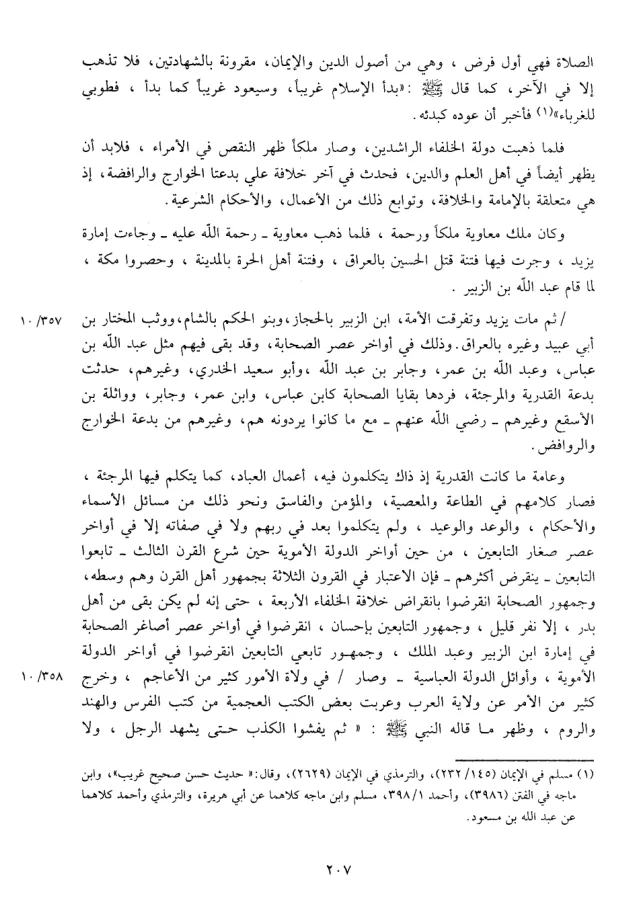 الصلاة فهي أول فرض ، وهي من أصول الدين والإيمان، مقرونة بالشهادتين، فلا تذهب
إلا في الآخر، كما قال ﷺ :«بدأ الإسلام غريباً، وسيعود غريباً كما بدأ ، فطوبي
للغرباء»(١) فأخبر أن عوده كبدئه.
فلما ذهبت دولة الخلفاء الراشدين، وصار ملكاً ظهر النقص في الأمراء ، فلابد أن
يظهر أيضاً في أهل العلم والدين، فحدث في آخر خلافة علي بدعتا الخوارج والرافضة، إذ
هي متعلقة بالإمامة والخلافة، وتوابع ذلك من الأعمال، والأحكام الشرعية.
وكان ملك معاوية ملكاً ورحمة ، فلما ذهب معاوية ـ رحمة الله عليه ـ وجاءت إمارة
يزيد ، وجرت فيها فتنة قتل الحسين بالعراق ، وفتنة أهل الحرة بالمدينة ، وحصروا مكة ،
لما قام عبد الله بن الزبير .
/ ثم مات يزيد وتفرقت الأمة، ابن الزبير بالحجاز،وبنو الحكم بالشام،ووثب المختار بن
١٠/٣٥٧
أبي عبيد وغيره بالعراق.وذلك في أواخر عصر الصحابة، وقد بقى فيهم مثل عبد الله بن
عباس، وعبد الله بن عمر، وجابر بن عبد الله ،وأبو سعيد الخدري، وغيرهم، حدثت
بدعة القدرية والمرجئة، فردها بقايا الصحابة كابن عباس، وابن عمر، وجابر، وواثلة بن
الأسقع وغيرهم ـ رضي الله عنهم ـ مع ما كانوا يردونه هم، وغيرهم من بدعة الخوارج
والروافض.
وعامة ما كانت القدرية إذ ذاك يتكلمون فيه، أعمال العباد، كما يتكلم فيها المرجئة ،
فصار كلامهم في الطاعة والمعصية، والمؤمن والفاسق ونحو ذلك من مسائل الأسماء
والأحكام ، والوعد والوعيد ، ولم يتكلموا بعد في ربهم ولا في صفاته إلا في أواخر
عصر صغار التابعين ، من حين أواخر الدولة الأموية حين شرع القرن الثالث ـ تابعوا
التابعين ـ ينقرض أكثرهم ـ فإن الاعتبار في القرون الثلاثة بجمهور أهل القرن وهم وسطه،
وجمهور الصحابة انقرضوا بانقراض خلافة الخلفاء الأربعة ، حتى إنه لم يكن بقى من أهل
بدر ، إلا نفر قليل ، وجمهور التابعين بإحسان ، انقرضوا في أواخر عصر أصاغر الصحابة
في إمارة ابن الزبير وعبد الملك ، وجمهور تابعي التابعين انقرضوا في أواخر الدولة
الأموية ، وأوائل الدولة العباسية ـ وصار / في ولاة الأمور كثير من الأعاجم ، وخرج
١٠/٣٥٨
كثير من الأمر عن ولاية العرب وعربت بعض الكتب العجمية من كتب الفرس والهند
والروم ، وظهر ما قاله النبي ﷺ : « ثم يفشوا الكذب حتى يشهد الرجل ، ولا
(١) مسلم في الإيمان (٢٣٢/١٤٥)، والترمذي في الإيمان (٢٦٢٩)، وقال:« حديث حسن صحيح غريب»، وابن
ماجه في الفتن (٣٩٨٦)، وأحمد ٣٩٨/١، مسلم وابن ماجه كلاهما عن أبي هريرة، والترمذي وأحمد كلاهما
عن عبد الله بن مسعود.
٢٠٧